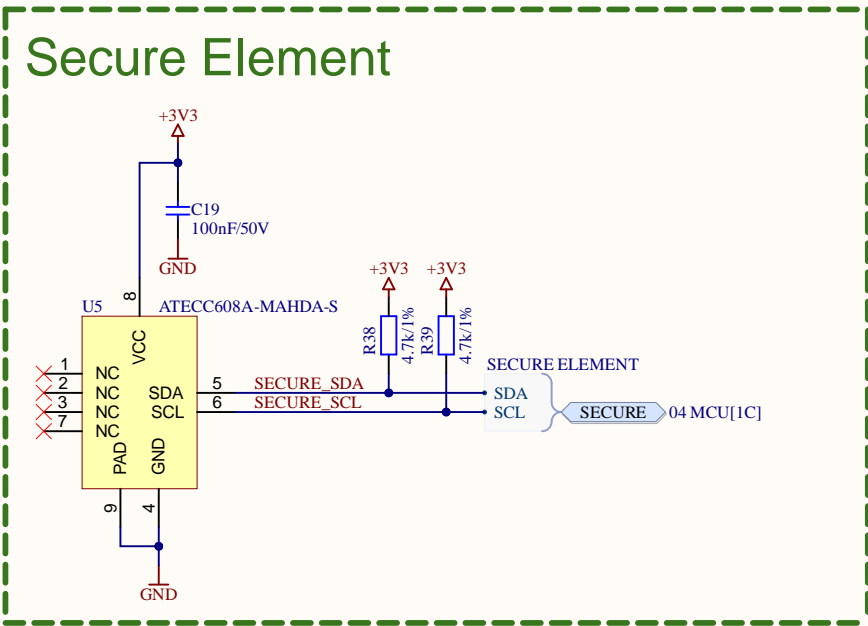 Secure Element
+3V3
C19
100nF/50V
GND
+3V3 +3V3
8
U5 ATECC608A-MAHDA-S
R38 4.7k/1% R39 4.7k/1%
VCC
1 NC
SECURE ELEMENT
2 NC SDA 5 SECURE_SDA SDA
3 NC SCL 6 SECURE_SCL SCL SECURE 04 MCU[1C]
7 NC
PAD GND
9 4
GND